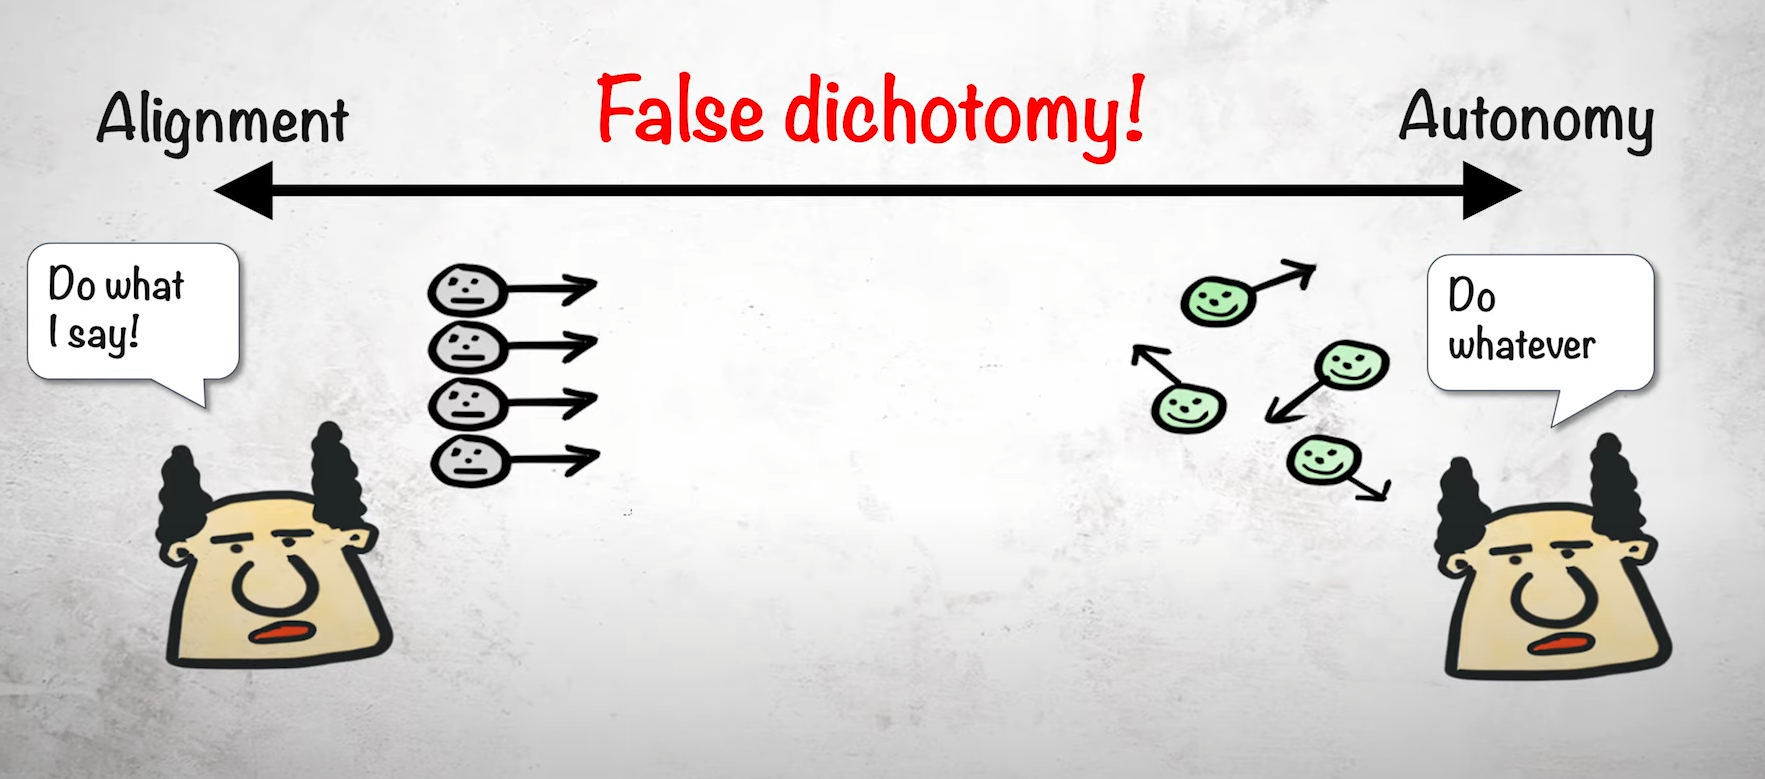 Alignment
False dichotomy!
Autonomy
Do what
I say!
Do
whatever